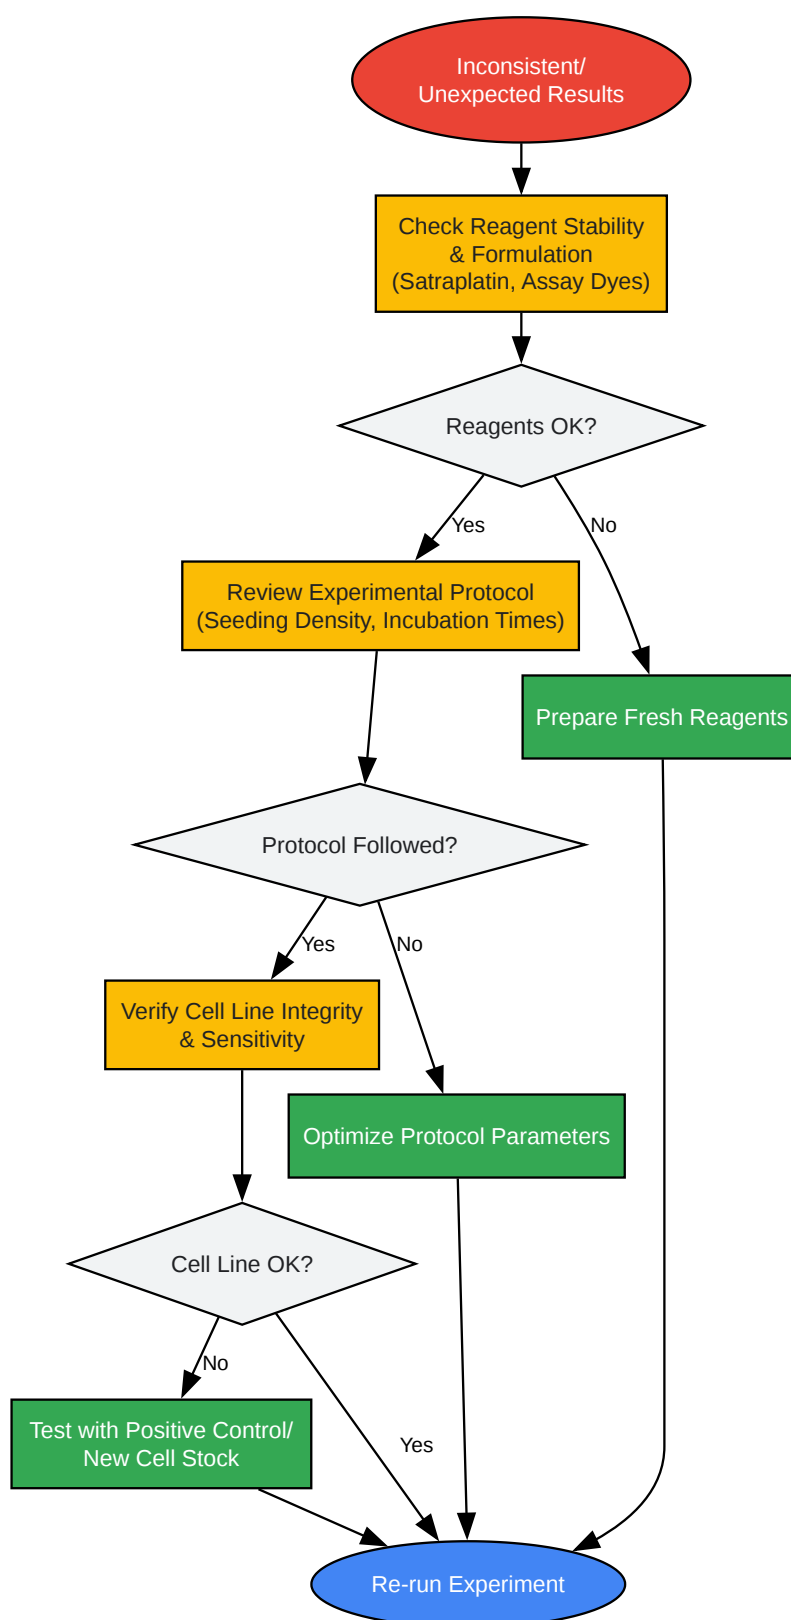 Inconsistent/
Unexpected Results
Check Reagent Stability
& Formulation
(Satraplatin, Assay Dyes)
Reagents OK?
Yes
No
Review Experimental Protocol
(Seeding Density, Incubation Times)
Prepare Fresh Reagents
Protocol Followed?
Yes
No
Verify Cell Line Integrity
& Sensitivity
Optimize Protocol Parameters
Cell Line OK?
No
Yes
Test with Positive Control/
New Cell Stock
Re-run Experiment